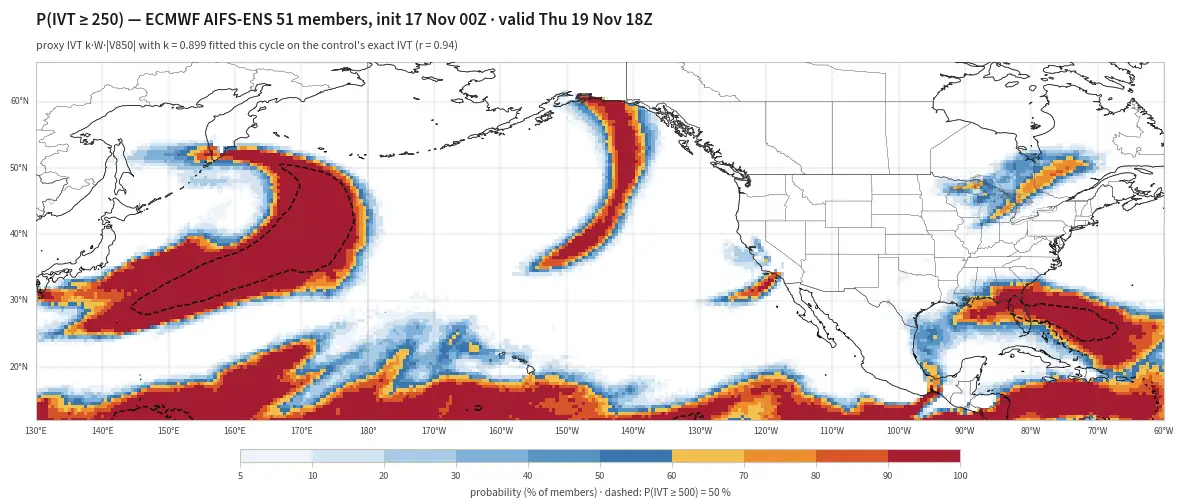 P(IVT ≥ 250) — ECMWF AIFS-ENS 51 members, init 17 Nov 00Z · valid Thu 19 Nov 18Z
proxy IVT k·W·|V850| with k = 0.899 fitted this cycle on the control's exact IVT (r = 0.94)
60°N
50°N
40°N
30°N
20°N
130°E 140°E 150°E 160°E 170°E 180° 170°W 160°W 150°W 140°W 130°W 120°W 110°W 100°W 90°W 80°W 70°W 60°W
5 10 20 30 40 50 60 70 80 90 100
probability (% of members) · dashed: P(IVT ≥ 500) = 50 %